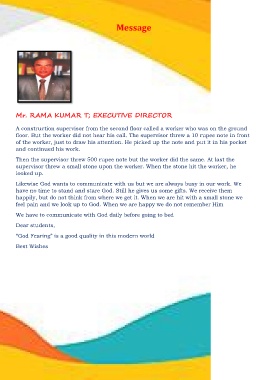 Message
Mr. RAMA KUMAR T; EXECUTIVE DIRECTOR
A construction supervisor from the second floor called a worker who was on the ground
floor. But the worker did not hear his call. The supervisor threw a 10 rupee note in front
of the worker, just to draw his attention. He picked up the note and put it in his pocket
and continued his work.
Then the supervisor threw 500 rupee note but the worker did the same. At last the
supervisor threw a small stone upon the worker. When the stone hit the worker, he
looked up.
Likewise God wants to communicate with us but we are always busy in our work. We
have no time to stand and stare God. Still he gives us some gifts. We receive them
happily, but do not think from where we get it. When we are hit with a small stone we
feel pain and we look up to God. When we are happy we do not remember Him
We have to communicate with God daily before going to bed
Dear students,
"God Fearing" is a good quality in this modern world
Best Wishes